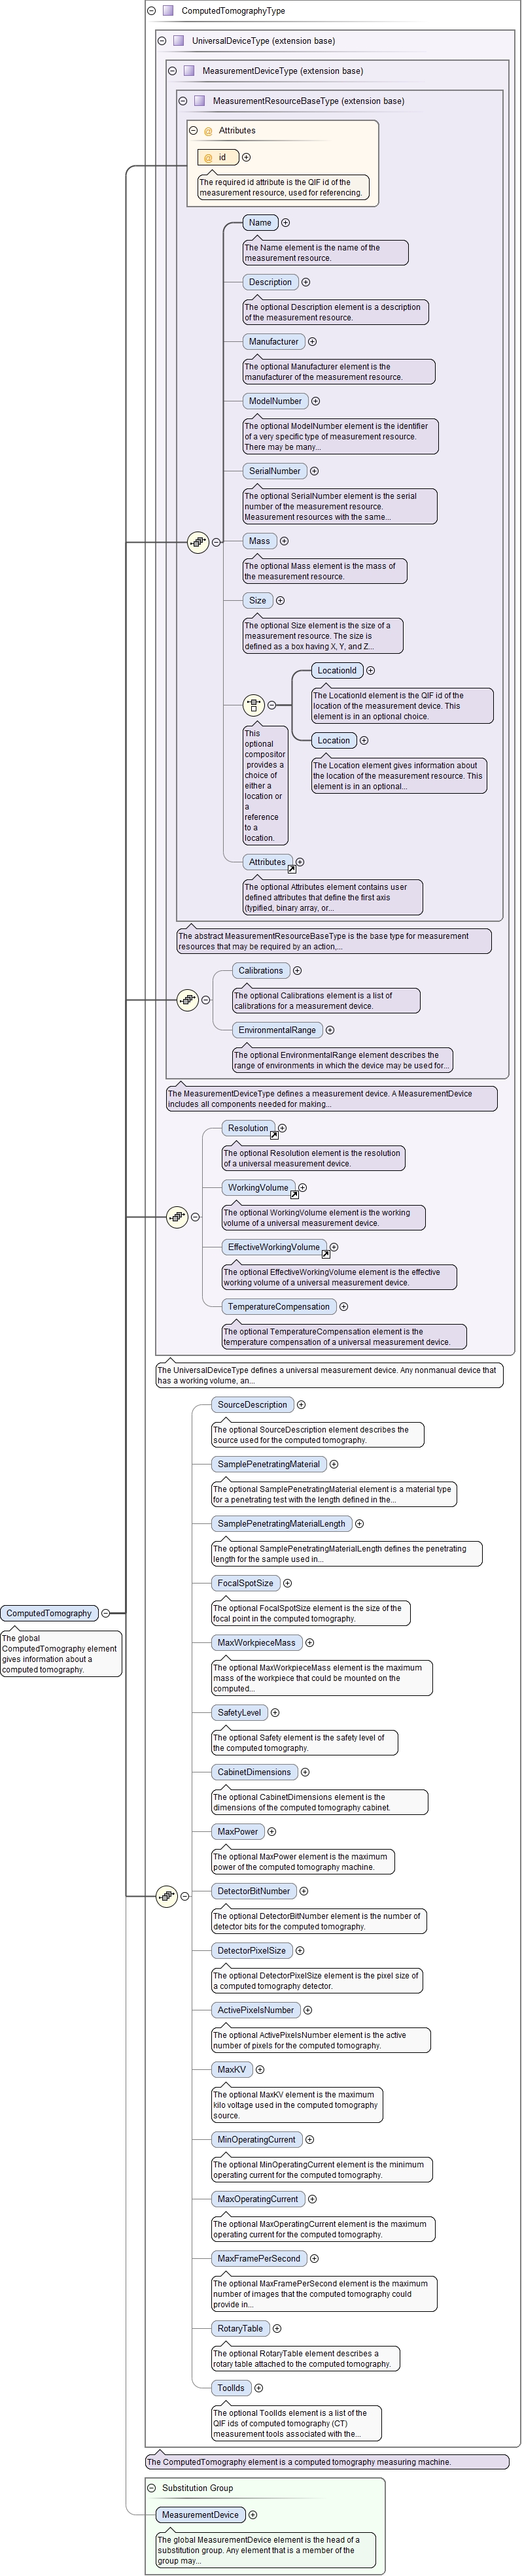 ComputedTomographyType
UniversalDeviceType (extension base)
MeasurementDeviceType (extension base)
MeasurementResourceBaseType (extension base)
@ Attributes
@ id
The required id attribute is the QIF id of the
measurement resource, used for referencing.
Name
The Name element is the name of the
measurement resource.
Description
The optional Description element is a description
of the measurement resource.
Manufacturer
The optional Manufacturer element is the
manufacturer of the measurement resource.
ModelNumber
The optional ModelNumber element is the identifier
of a very specific type of measurement resource.
There may be many...
SerialNumber
The optional SerialNumber element is the serial
number of the measurement resource.
Measurement resources with the same...
Mass
The optional Mass element is the mass of
the measurement resource.
Size
The optional Size element is the size of a
measurement resource. The size is
defined as a box having X, Y, and Z...
LocationId
The LocationId element is the QIF id of the
location of the measurement device. This
element is in an optional choice.
Location
The Location element gives information about
the location of the measurement resource. This
element is in an optional...
This
optional
compositor
provides a
choice of
either a
location or
a
reference
to a
location.
Attributes
The optional Attributes element contains user
defined attributes that define the first axis
(typified, binary array, or...
The abstract MeasurementResourceBaseType is the base type for measurement
resources that may be required by an action,...
Calibrations
The optional Calibrations element is a list of
calibrations for a measurement device.
EnvironmentalRange
The optional EnvironmentalRange element describes the
range of environments in which the device may be used for...
The MeasurementDeviceType defines a measurement device. A MeasurementDevice
includes all components needed for making...
Resolution
The optional Resolution element is the resolution
of a universal measurement device.
WorkingVolume
The optional WorkingVolume element is the working
volume of a universal measurement device.
EffectiveWorkingVolume
The optional EffectiveWorkingVolume element is the effective
working volume of a universal measurement device.
TemperatureCompensation
The optional TemperatureCompensation element is the
temperature compensation of a universal measurement device.
The UniversalDeviceType defines a universal measurement device. Any nonmanual device that
has a working volume, an...
SourceDescription
The optional SourceDescription element describes the
source used for the computed tomography.
SamplePenetratingMaterial
The optional SamplePenetratingMaterial element is a material type
for a penetrating test with the length defined in the...
SamplePenetratingMaterialLength
The optional SamplePenetratingMaterialLength defines the penetrating
length for the sample used in...
FocalSpotSize
The optional FocalSpotSize element is the size of the
focal point in the computed tomography.
ComputedTomography
The global
ComputedTomography element
gives information about a
computed tomography.
MaxWorkpieceMass
The optional MaxWorkpieceMass element is the maximum
mass of the workpiece that could be mounted on the
computed...
SafetyLevel
The optional Safety element is the safety level of
the computed tomography.
CabinetDimensions
The optional CabinetDimensions element is the
dimensions of the computed tomography cabinet.
MaxPower
The optional MaxPower element is the maximum
power of the computed tomography machine.
DetectorBitNumber
The optional DetectorBitNumber element is the number of
detector bits for the computed tomography.
DetectorPixelSize
The optional DetectorPixelSize element is the pixel size of
a computed tomography detector.
ActivePixelsNumber
The optional ActivePixelsNumber element is the active
number of pixels for the computed tomography.
MaxKV
The optional MaxKV element is the maximum
kilo voltage used in the computed tomography
source.
MinOperatingCurrent
The optional MinOperatingCurrent element is the minimum
operating current for the computed tomography.
MaxOperatingCurrent
The optional MaxOperatingCurrent element is the maximum
operating current for the computed tomography.
MaxFramePerSecond
The optional MaxFramePerSecond element is the maximum
number of images that the computed tomography could
provide in...
RotaryTable
The optional RotaryTable element describes a
rotary table attached to the computed tomography.
ToolIds
The optional ToolIds element is a list of the
QIF ids of computed tomography (CT)
measurement tools associated with the...
The ComputedTomography element is a computed tomography measuring machine.
Substitution Group
MeasurementDevice
The global MeasurementDevice element is the head of a
substitution group. Any element that is a member of the
group may...